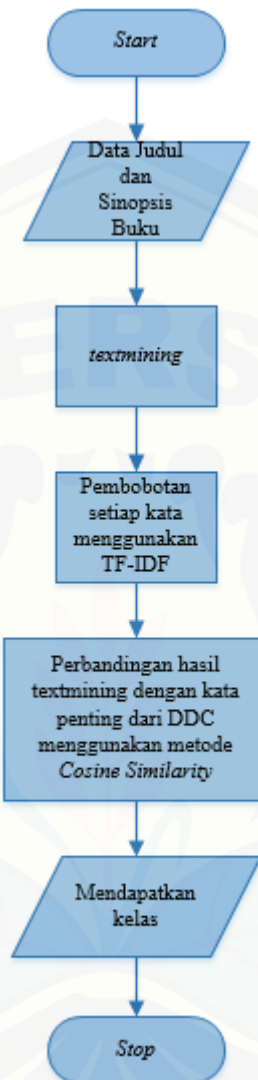 Start
Data Judul
dan
Sinopsis
Buku
textmining
Pembobotan
setiap kata
menggunakan
TF-IDF
Perbandingan hasil
textmining dengan kata
penting dari DDC
menggunakan metode
Cosine Similarity
Mendapatkan
kelas
Stop